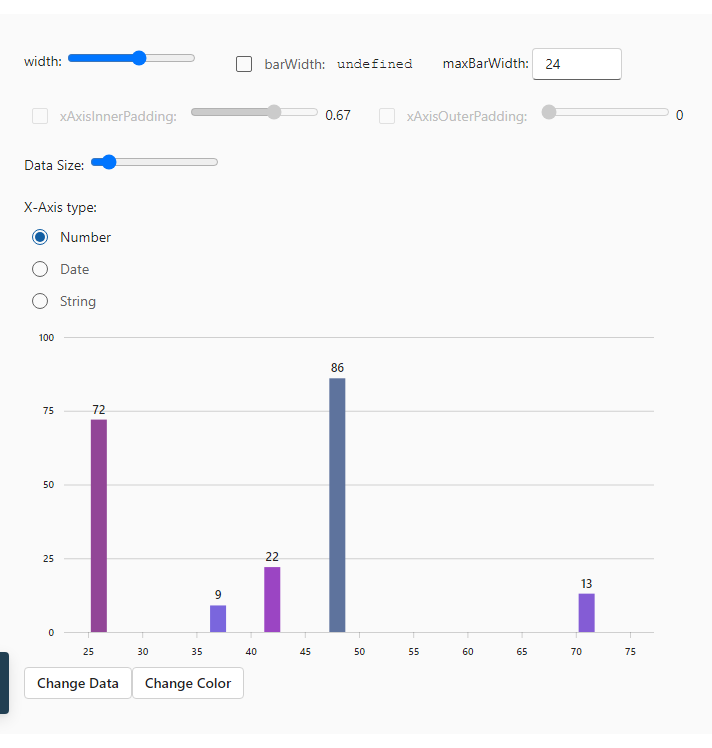 width: barWidth: undefined maxBarWidth: 24
xAxisInnerPadding: 0.67 xAxisOuterPadding: 0
Data Size:
X-Axis type:
Number
Date
String
100
86
75
72
50
25
22
9
13
0
25 30 35 40 45 50 55 60 65 70 75
Change Data Change Color